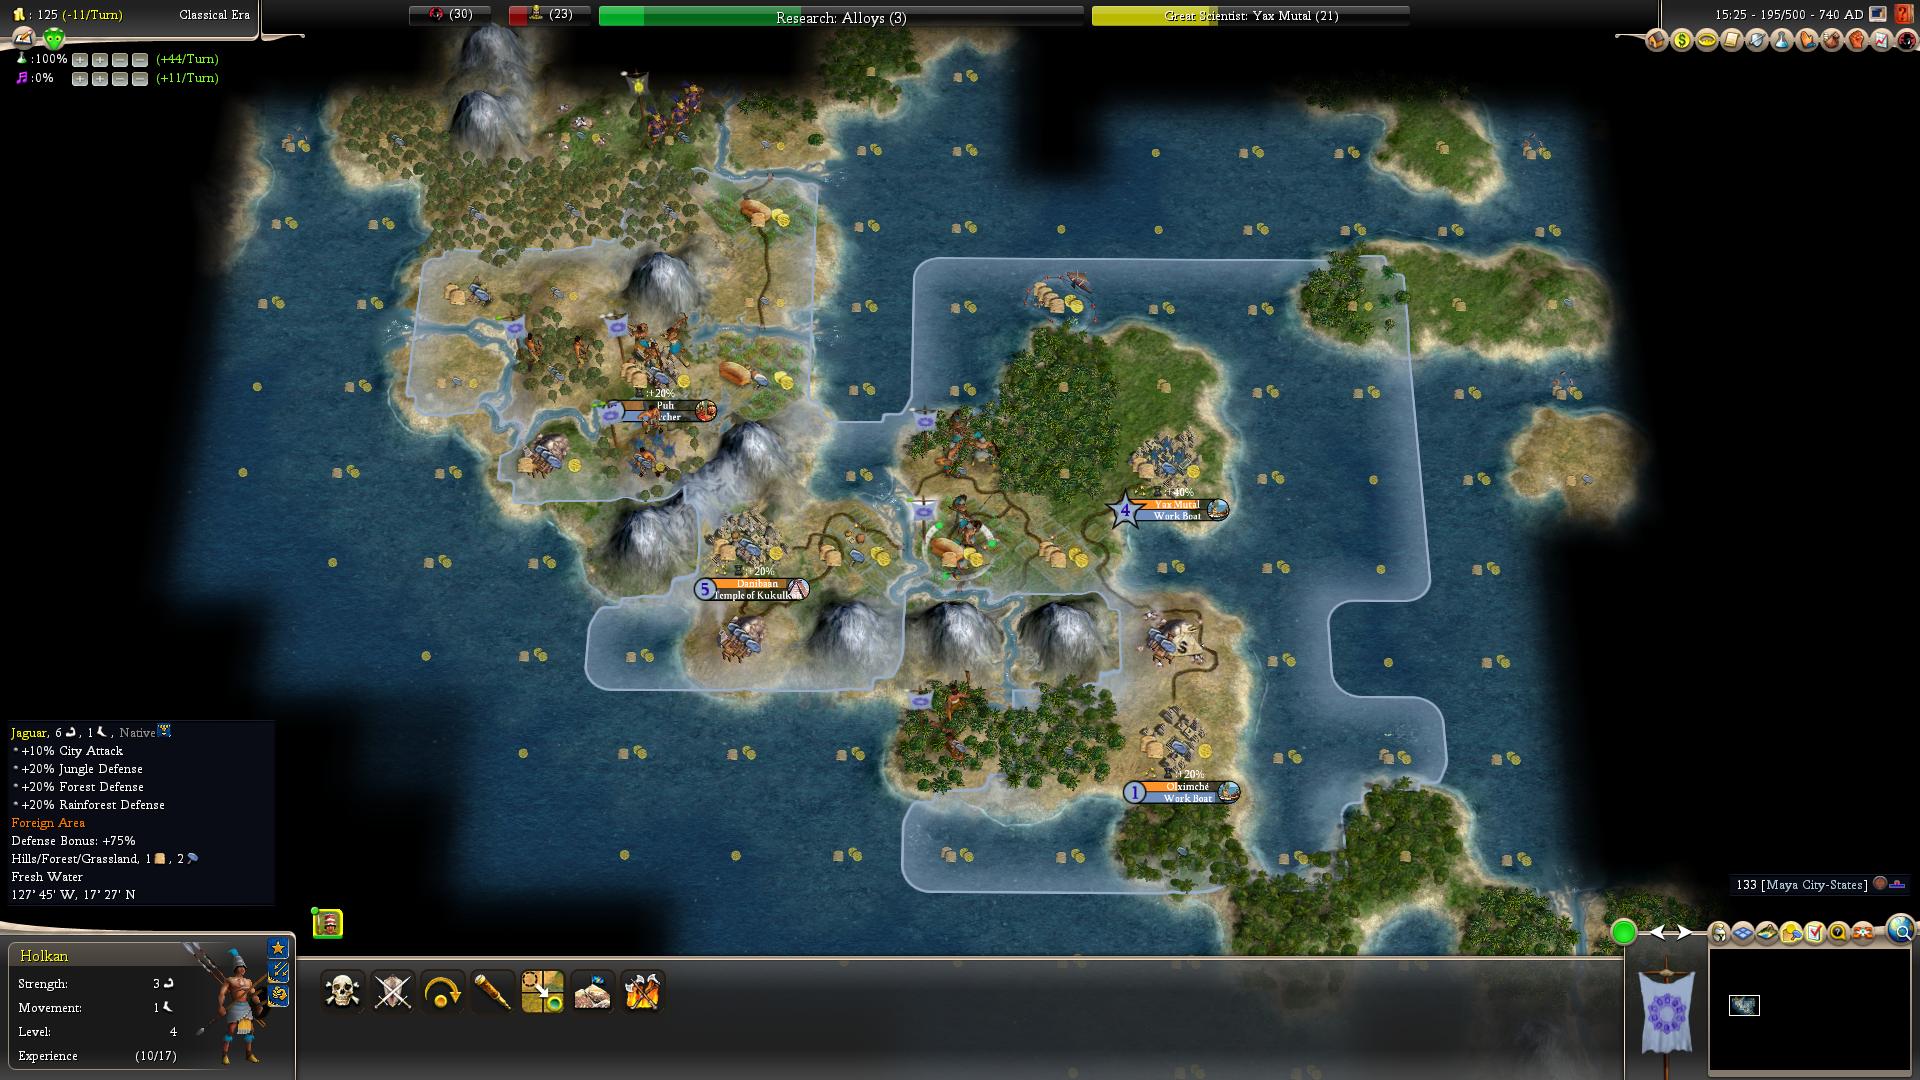 : 125 (-11/Turn)
Classical Era
(30)
(23)
Research: Alloys (3)
Great Scientist: Yax Mutal (21)
15:25 - 195/500 - 740 AD
:100%
(+44/Turn)
:0%
(+11/Turn)
:+20%
Puh
:+40%
4
Yax Mutal
Work Boat
:+20%
5
Danibaan
Temple of Kukulkan
:+20%
1
Olximché
Work Boat
Jaguar, 6 , 1 , Native
+10% City Attack
+20% Jungle Defense
+20% Forest Defense
+20% Rainforest Defense
Foreign Area
Defense Bonus: +75%
Hills/Forest/Grassland, 1 , 2
Fresh Water
127° 45' W, 17° 27' N
133 [Maya City-States]
Holkan
Strength: 3
Movement: 1
Level: 4
Experience (10/17)